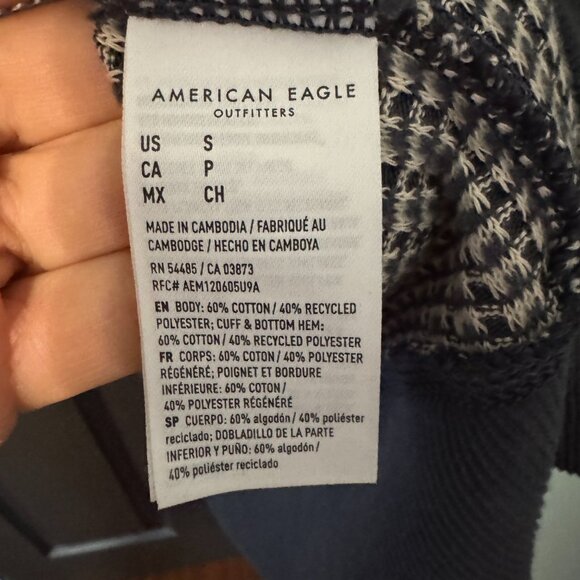 AMERICAN EAGLE
OUTFITTERS
US S
CA P
MX CH
MADE IN CAMBODIA / FABRIQUÉ AU
CAMBODGE / HECHO EN CAMBOYA
RN 54485 / CA 03873
RFC# AEM120605U9A
EN BODY: 60% COTTON / 40% RECYCLED
POLYESTER; CUFF & BOTTOM HEM:
60% COTTON / 40% RECYCLED POLYESTER
FR CORPS: 60% COTON / 40% POLYESTER
RÉGÉNÉRÉ; POIGNET ET BORDURE
INFÉRIEURE: 60% COTON /
40% POLYESTER RÉGÉNÉRÉ
SP CUERPO: 60% algodón / 40% poliéster
reciclado; DOBLADILLO DE LA PARTE
INFERIOR Y PUÑO: 60% algodón /
40% poliéster reciclado